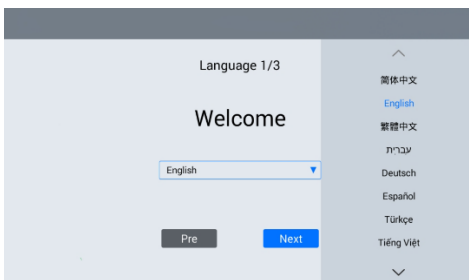 Language 1/3
Welcome
English
Pre
Next
简体中文
English
繁體中文
עברית
Deutsch
Español
Türkçe
Tiếng Việt